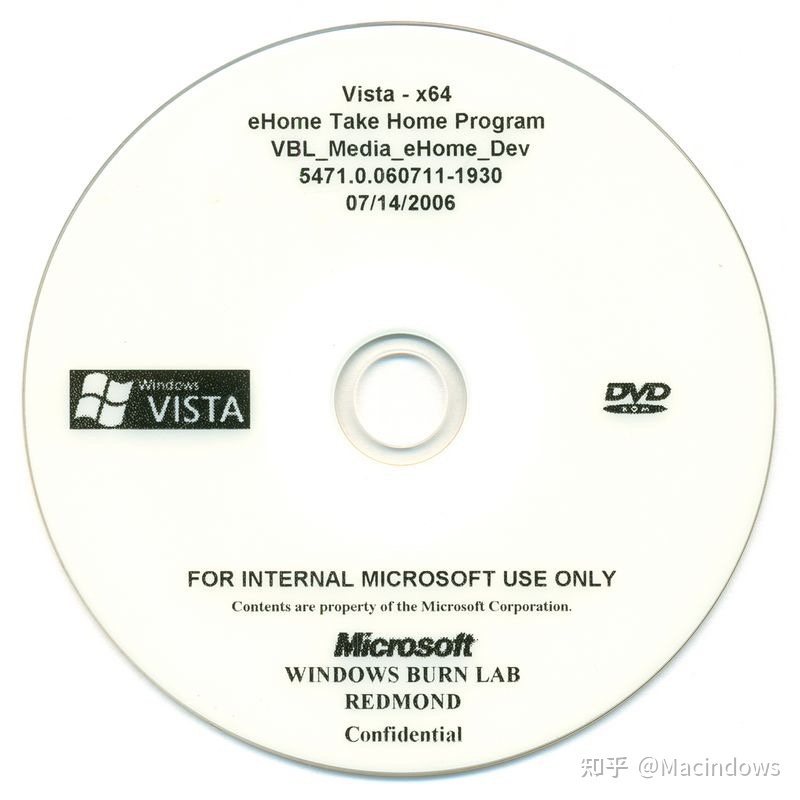 Vista - x64
eHome Take Home Program
VBL_Media_eHome_Dev
5471.0.060711-1930
07/14/2006
Windows
VISTA
DVD
ROM
FOR INTERNAL MICROSOFT USE ONLY
Contents are property of the Microsoft Corporation.
Microsoft
WINDOWS BURN LAB
REDMOND
Confidential
知乎 @Macindows